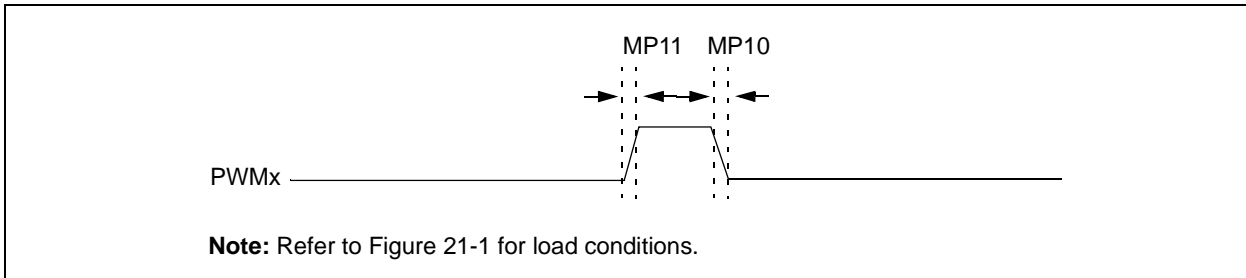 MP11 MP10
PWMx
Note: Refer to Figure 21-1 for load conditions.